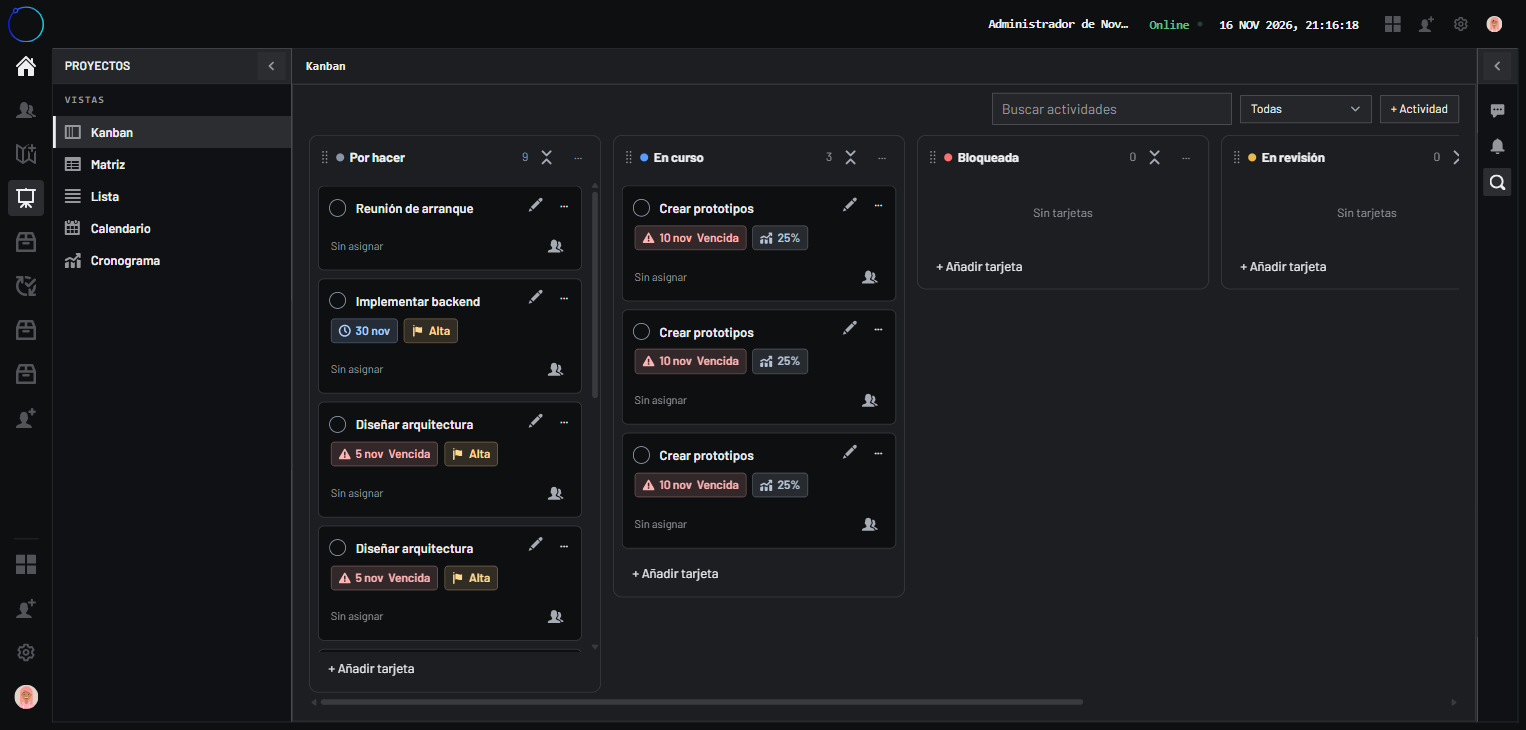 Administrador de Nov... Online 16 NOV 2026, 21:16:18
PROYECTOS
VISTAS
Kanban
Matriz
Lista
Calendario
Cronograma
Kanban
Buscar actividades Todas + Actividad
Por hacer 9 ...
Reunión de arranque ...
Sin asignar
Implementar backend ...
30 nov Alta
Sin asignar
Diseñar arquitectura ...
5 nov Vencida Alta
Sin asignar
Diseñar arquitectura ...
5 nov Vencida Alta
Sin asignar
+ Añadir tarjeta
En curso 3 ...
Crear prototipos ...
10 nov Vencida 25%
Sin asignar
Crear prototipos ...
10 nov Vencida 25%
Sin asignar
Crear prototipos ...
10 nov Vencida 25%
Sin asignar
+ Añadir tarjeta
Bloqueada 0 ...
Sin tarjetas
+ Añadir tarjeta
En revisión 0
Sin tarjetas
+ Añadir tarjeta